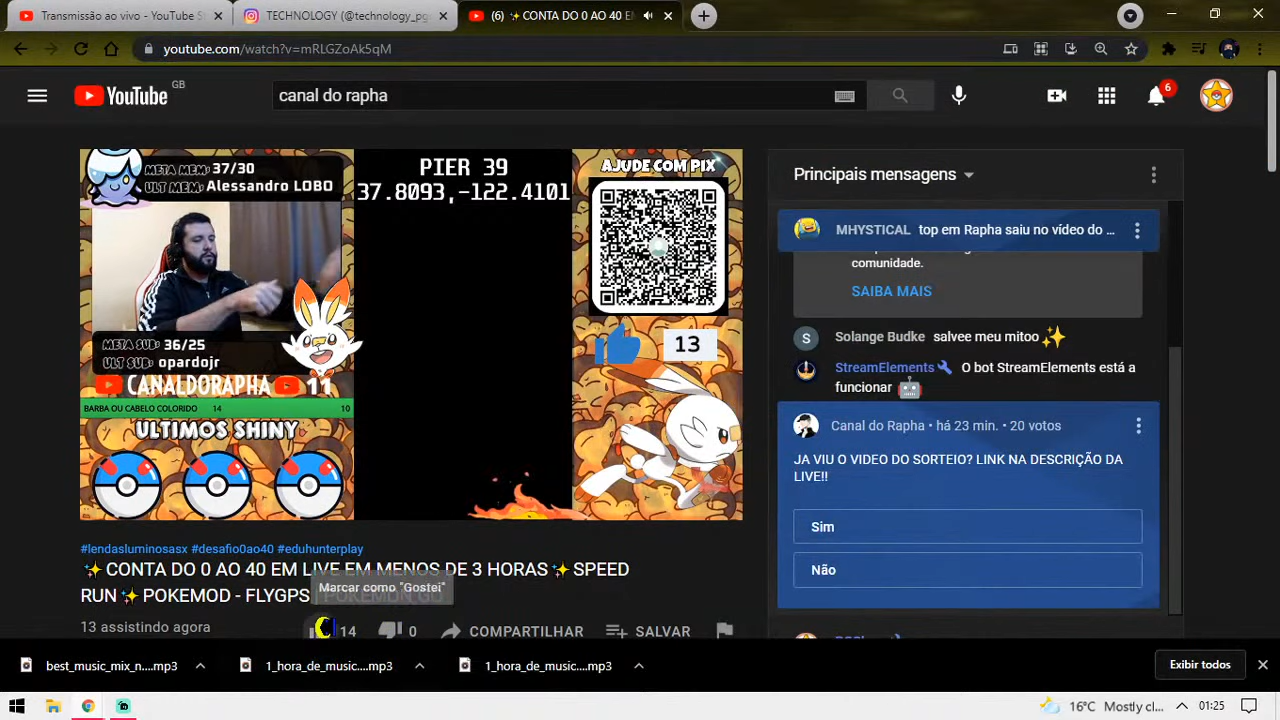 Transmissão ao vivo - YouTube S
TECHNOLOGY (@technology_pg
(6) ✨CONTA DO 0 AO 40 EM
youtube.com/watch?v=mRLGZoAk5qM
YouTube GB
canal do rapha
6
META MEM: 37/30
ULT MEM: Alessandro LOBO
META SUB: 36/25
ULT SUB: opardojr
CANALDORAPHA 11
BARBA OU CABELO COLORIDO 14 10
ULTIMOS SHINY
PIER 39
37.8093,-122.4101
AJUDE COM PIX
13
Principais mensagens
MHYSTICAL top em Rapha saiu no vídeo do ...
comunidade.
SAIBA MAIS
S Solange Budke salvee meu mitoo✨
StreamElements O bot StreamElements está a
funcionar
Canal do Rapha • há 23 min. • 20 votos
JA VIU O VIDEO DO SORTEIO? LINK NA DESCRIÇÃO DA
LIVE!!
Sim
Não
#lendasluminosasx #desafio0ao40 #eduhunterplay
✨CONTA DO 0 AO 40 EM LIVE EM MENOS DE 3 HORAS✨SPEED
RUN✨POKEMOD - FLYGPS | POKEMON GO
Marcar como "Gostei"
13 assistindo agora
14 0 COMPARTILHAR SALVAR
best_music_mix_n....mp3
1_hora_de_music....mp3
1_hora_de_music....mp3
Exibir todos
16°C Mostly cl... 01:25